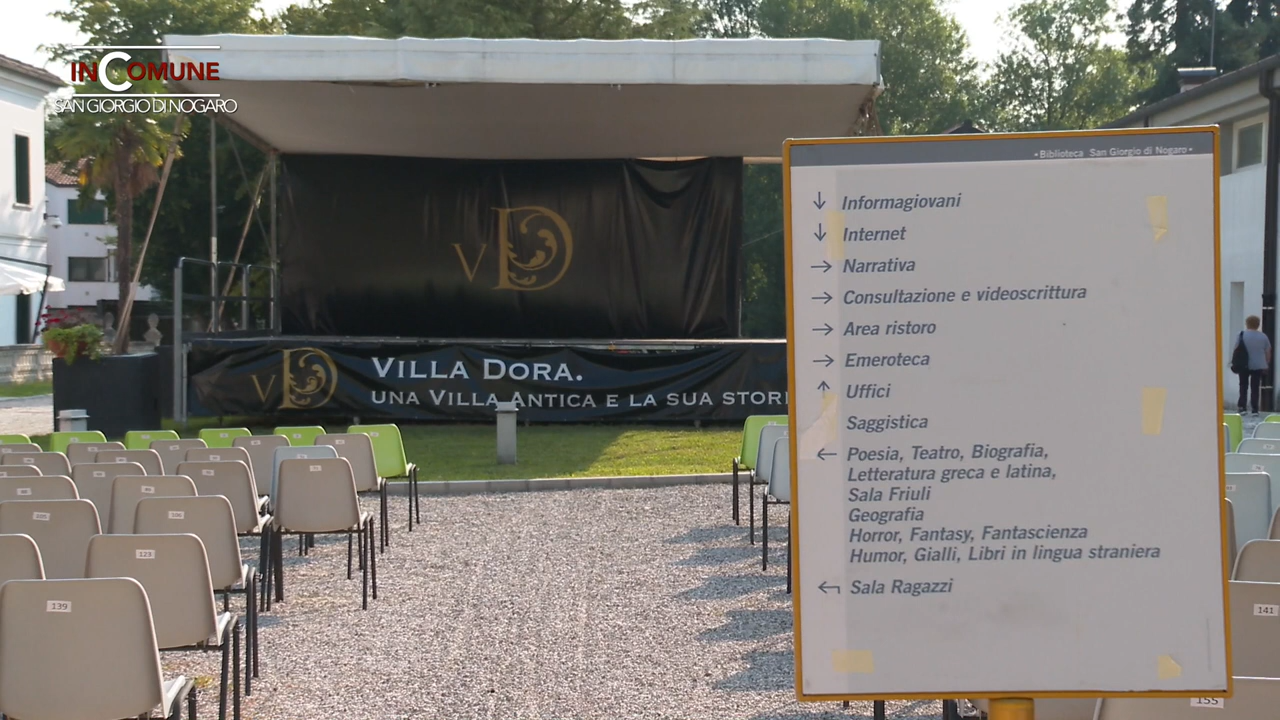 INCOMUNE
SAN GIORGIO DI NOGARO
VD
VD
VILLA DORA.
UNA VILLA ANTICA E LA SUA STORI
•Biblioteca San Giorgio di Nogaro•
↓ Informagiovani
↓ Internet
→ Narrativa
→ Consultazione e videoscrittura
→ Area ristoro
→ Emeroteca
↑ Uffici
Saggistica
← Poesia, Teatro, Biografia,
Letteratura greca e latina,
Sala Friuli
Geografia
Horror, Fantasy, Fantascienza
Humor, Gialli, Libri in lingua straniera
↰ Sala Ragazzi
123
139
141
155